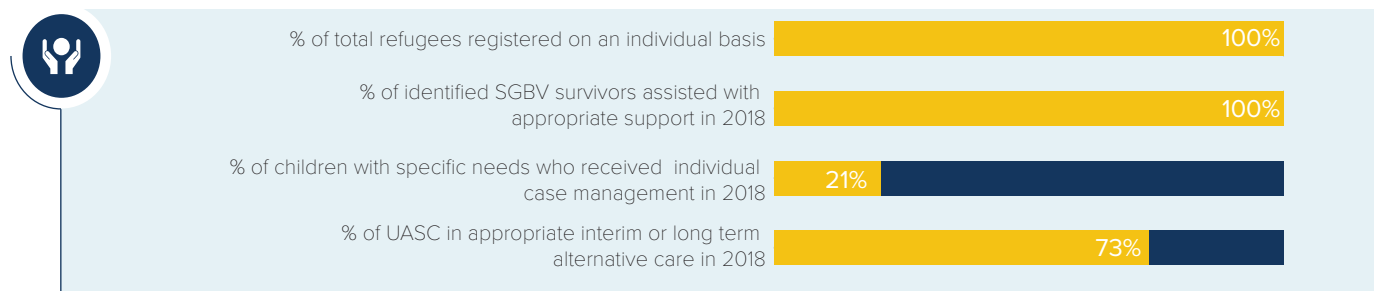 % of total refugees registered on an individual basis 100%
% of identified SGBV survivors assisted with
appropriate support in 2018 100%
% of children with specific needs who received  individual
case management in 2018 21%
% of UASC in appropriate interim or long term
alternative care in 2018 73%